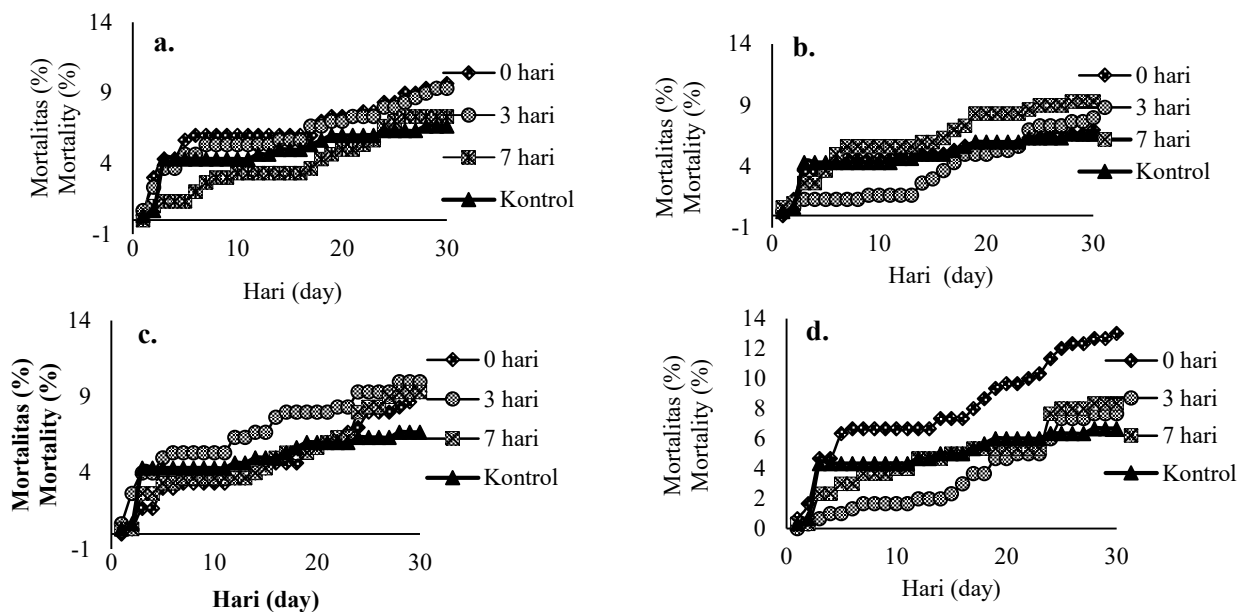 a.
Mortalitas (%)
Mortality (%)
14
9
4
-1
0 10 20 30
Hari (day)
0 hari
3 hari
7 hari
Kontrol
b.
Mortalitas (%)
Mortality (%)
14
9
4
-1
0 10 20 30
Hari (day)
0 hari
3 hari
7 hari
Kontrol
c.
Mortalitas (%)
Mortality (%)
14
9
4
-1
0 10 20 30
Hari (day)
0 hari
3 hari
7 hari
Kontrol
d.
Mortalitas (%)
Mortality (%)
14
12
10
8
6
4
2
0
0 10 20 30
Hari (day)
0 hari
3 hari
7 hari
Kontrol